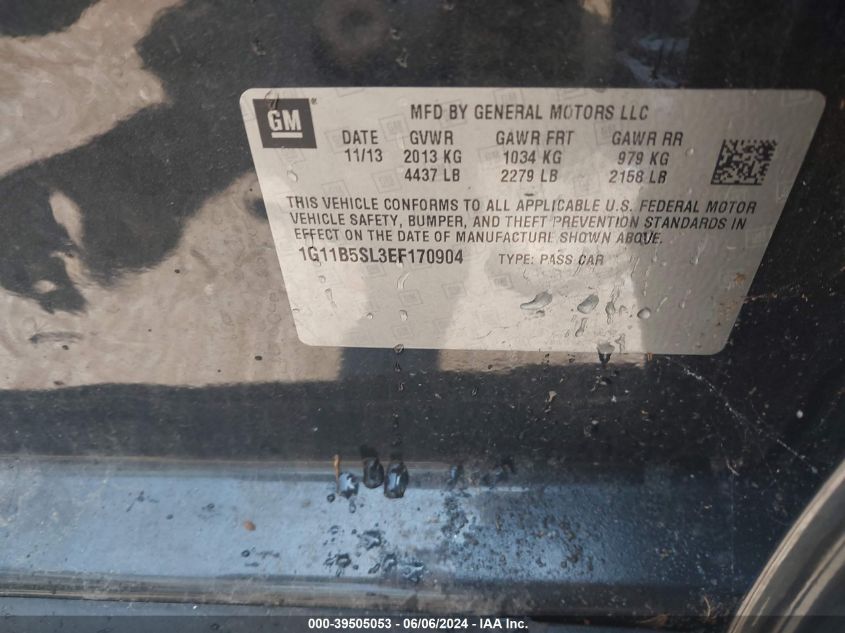 GM ®
MFD BY GENERAL MOTORS LLC
DATE GVWR GAWR FRT GAWR RR
11/13 2013 KG 1034 KG 979 KG
4437 LB 2279 LB 2158 LB
THIS VEHICLE CONFORMS TO ALL APPLICABLE U.S. FEDERAL MOTOR
VEHICLE SAFETY, BUMPER, AND THEFT PREVENTION STANDARDS IN
EFFECT ON THE DATE OF MANUFACTURE SHOWN ABOVE.
1G11B5SL3EF170904 TYPE: PASS CAR
000-39505053 - 06/06/2024 - IAA Inc.